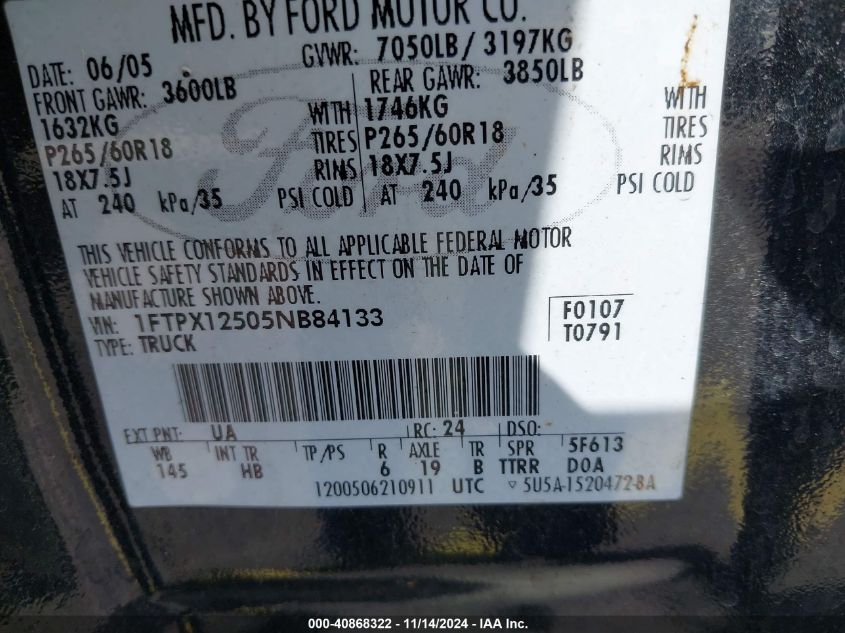 MFD. BY FORD MOTOR CO.
DATE: 06/05 GVWR: 7050LB / 3197KG
FRONT GAWR: 3600LB REAR GAWR: 3850LB
1632KG WITH 1746KG WITH
P265/60R18 TIRES P265/60R18 TIRES
18X7.5J RIMS 18X7.5J RIMS
AT 240 kPa/35 PSI COLD AT 240 kPa/35 PSI COLD
Ford
THIS VEHICLE CONFORMS TO ALL APPLICABLE FEDERAL MOTOR
VEHICLE SAFETY STANDARDS IN EFFECT ON THE DATE OF
MANUFACTURE SHOWN ABOVE.
VIN: 1FTPX12505NB84133 F0107
TYPE: TRUCK T0791
EXT PNT: UA RC: 24 DSO:
WB INT TR TP/PS R AXLE TR SPR 5F613
145 HB 6 19 B TTRR DOA
1200506210911 UTC ▽ 5U5A-1520472-BA
000-40868322 - 11/14/2024 - IAA Inc.